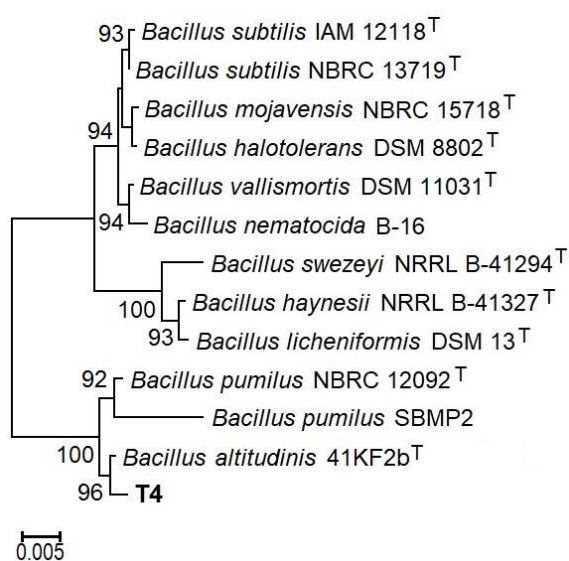 93 Bacillus subtilis IAM 12118T
Bacillus subtilis NBRC 13719T
Bacillus mojavensis NBRC 15718T
94
Bacillus halotolerans DSM 8802T
Bacillus vallismortis DSM 11031T
94 Bacillus nematocida B-16
Bacillus swezeyi NRRL B-41294T
Bacillus haynesii NRRL B-41327T
100
93 Bacillus licheniformis DSM 13T
92 Bacillus pumilus NBRC 12092T
Bacillus pumilus SBMP2
100 Bacillus altitudinis 41KF2bT
96 T4
0.005